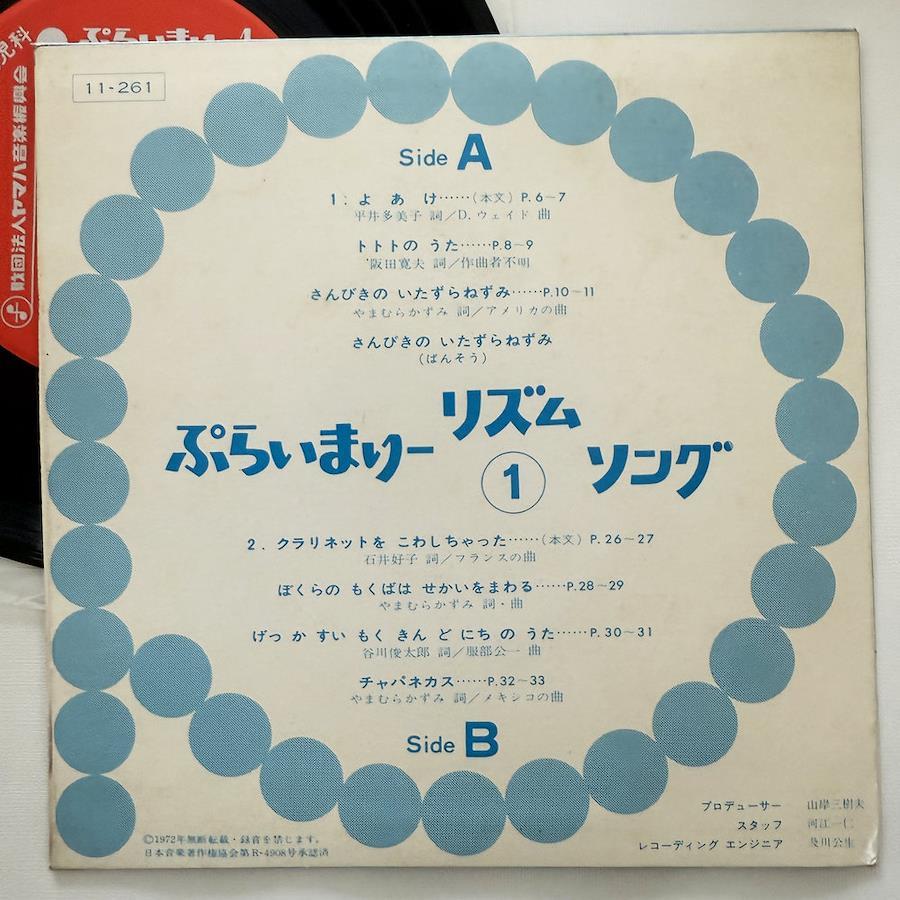 児科
ぷらいまりー 1
財団法人ヤマハ音楽振興会
11-261
Side A
1. よ あ け……(本文) P.6~7
平井多美子 詞/D.ウェイド 曲
トトトの うた……P.8~9
阪田寛夫 詞/作曲者不明
さんびきの いたずらねずみ……P.10~11
やまむらかずみ 詞/アメリカの曲
さんびきの いたずらねずみ
(ばんそう)
ぷらいまりー リズム ソング
1
2. クラリネットを こわしちゃった……(本文) P.26~27
石井好子 詞/フランスの曲
ぼくらの もくばは せかいをまわる……P.28~29
やまむらかずみ 詞・曲
げっ か すい もく きん ど にち の うた……P.30~31
谷川俊太郎 詞/服部公一 曲
チャパネカス……P.32~33
やまむらかずみ 詞/メキシコの曲
Side B
プロデューサー 山岸三樹夫
スタッフ 河江一仁
レコーディング エンジニア 及川公生
©1972年無断転載・録音を禁じます。
日本音楽著作権協会第R-4908号承認済